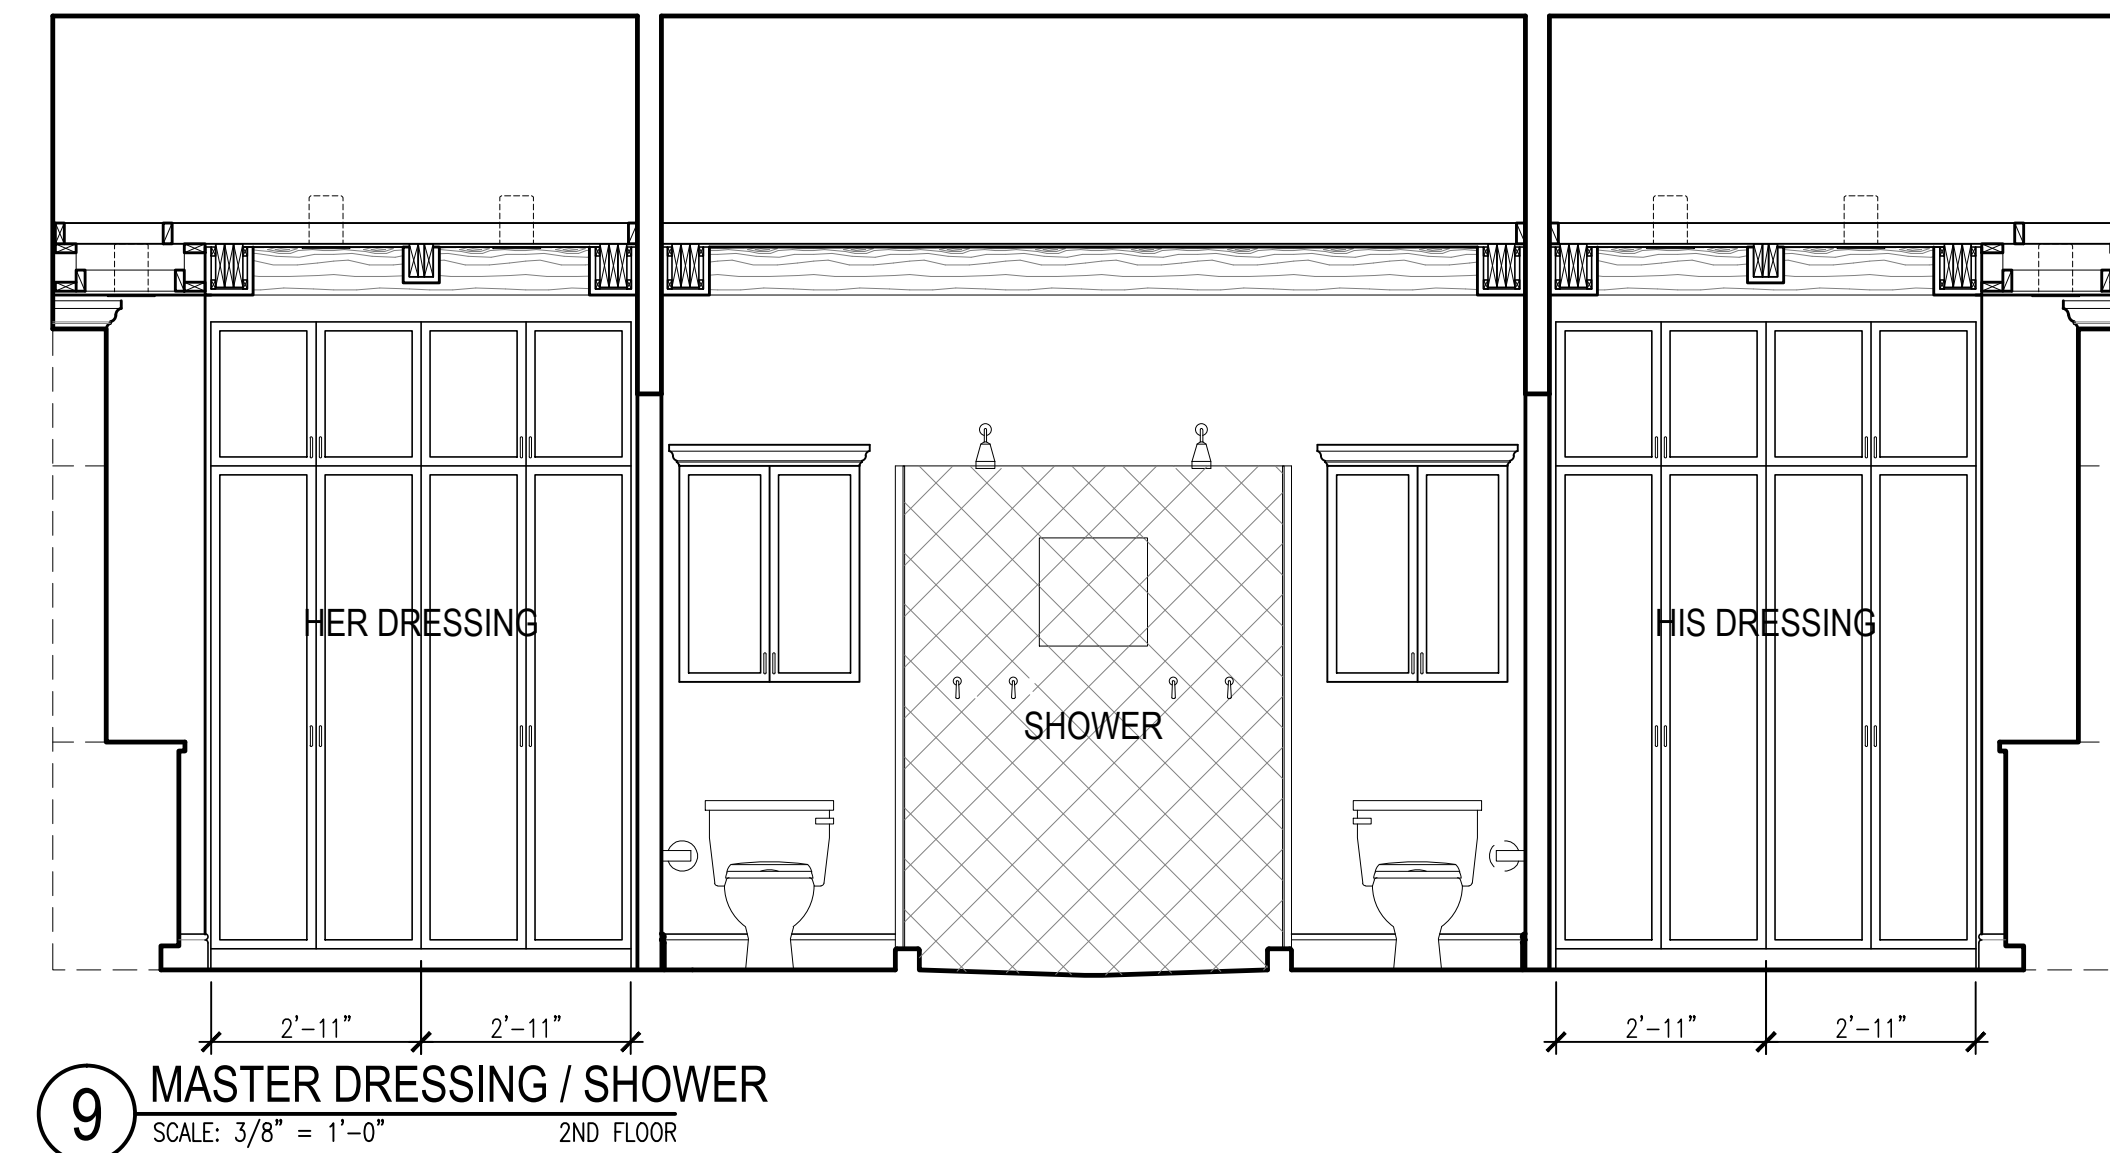 HER DRESSING
SHOWER
HIS DRESSING
2'-11" 2'-11" 2'-11" 2'-11"
9 MASTER DRESSING / SHOWER
SCALE: 3/8" = 1'-0" 2ND FLOOR